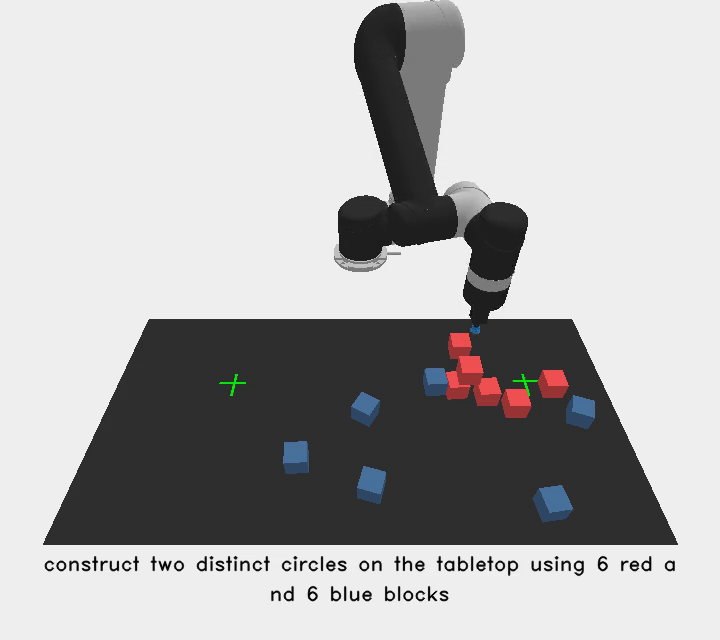 construct two distinct circles on the tabletop using 6 red a
nd 6 blue blocks